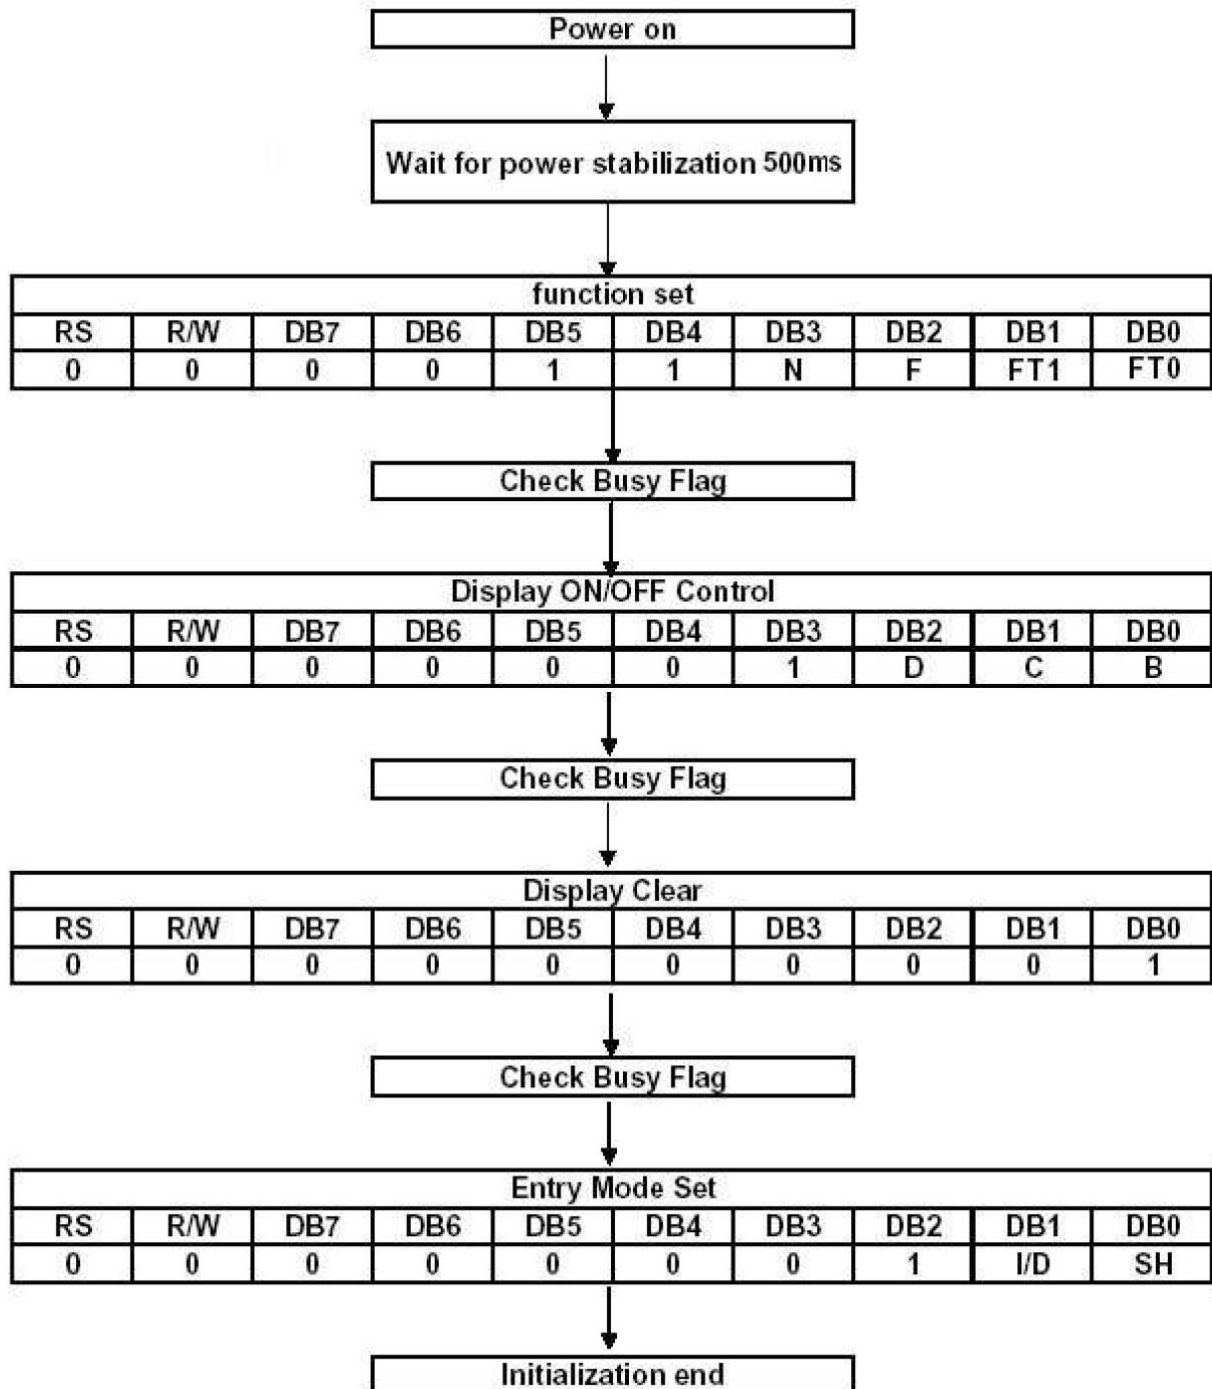 Power on
Wait for power stabilization 500ms
function set
RS R/W DB7 DB6 DB5 DB4 DB3 DB2 DB1 DB0
0 0 0 0 1 1 N F FT1 FT0
Check Busy Flag
Display ON/OFF Control
RS R/W DB7 DB6 DB5 DB4 DB3 DB2 DB1 DB0
0 0 0 0 0 0 1 D C B
Check Busy Flag
Display Clear
RS R/W DB7 DB6 DB5 DB4 DB3 DB2 DB1 DB0
0 0 0 0 0 0 0 0 0 1
Check Busy Flag
Entry Mode Set
RS R/W DB7 DB6 DB5 DB4 DB3 DB2 DB1 DB0
0 0 0 0 0 0 0 1 I/D SH
Initialization end